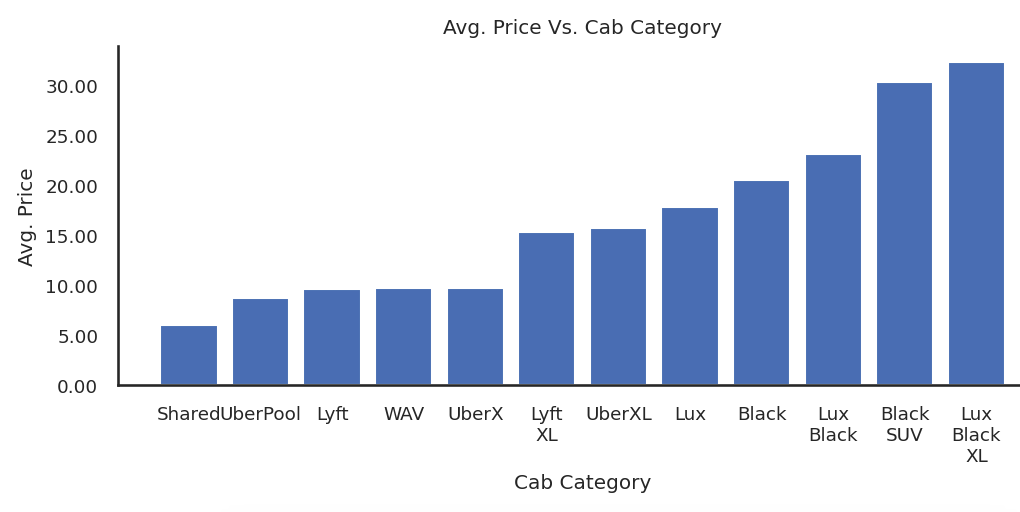 Avg. Price Vs. Cab Category
Avg. Price
30.00
25.00
20.00
15.00
10.00
5.00
0.00
Shared UberPool Lyft WAV UberX Lyft XL UberXL Lux Black Lux Black Black SUV Lux Black XL
Cab Category